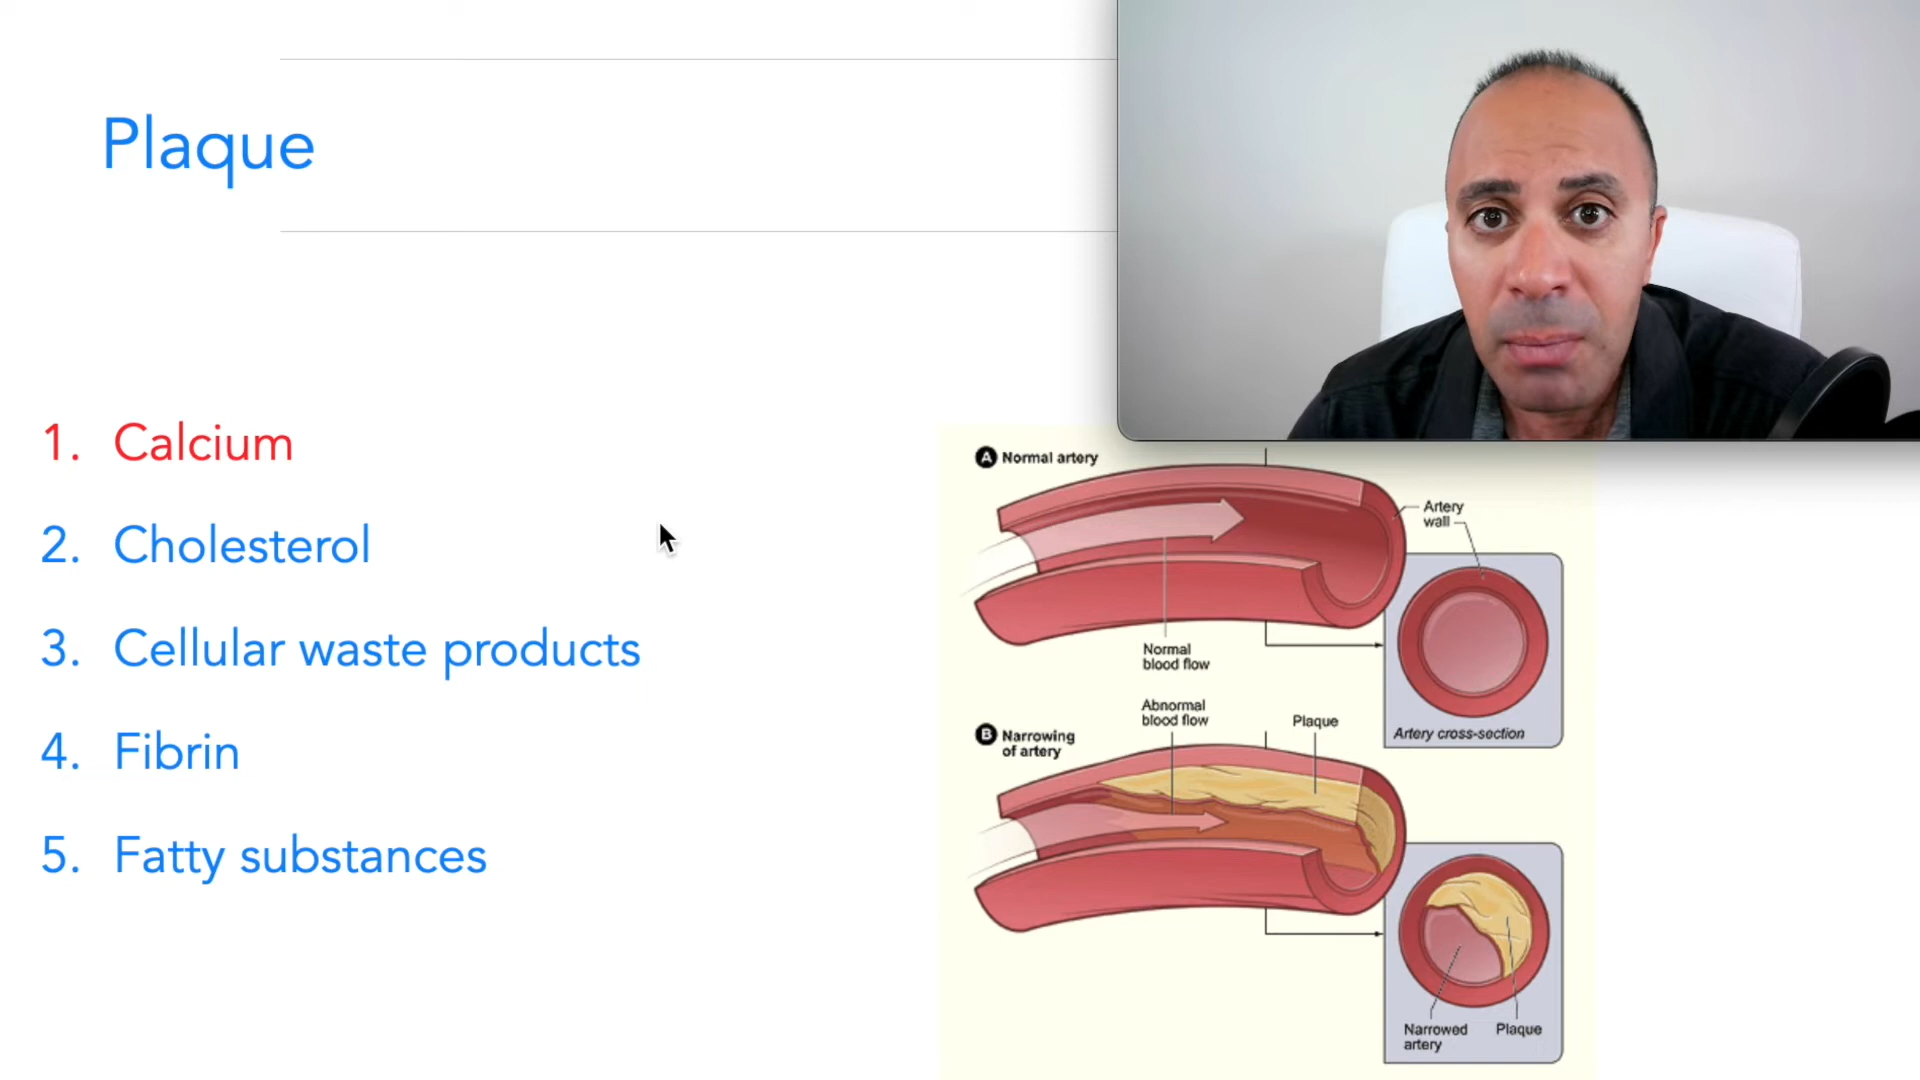 Plaque
1. Calcium
2. Cholesterol
3. Cellular waste products
4. Fibrin
5. Fatty substances
A Normal artery
Artery
wall
Normal
blood flow
Artery cross-section
Abnormal
blood flow
Plaque
B Narrowing
of artery
Narrowed
artery
Plaque